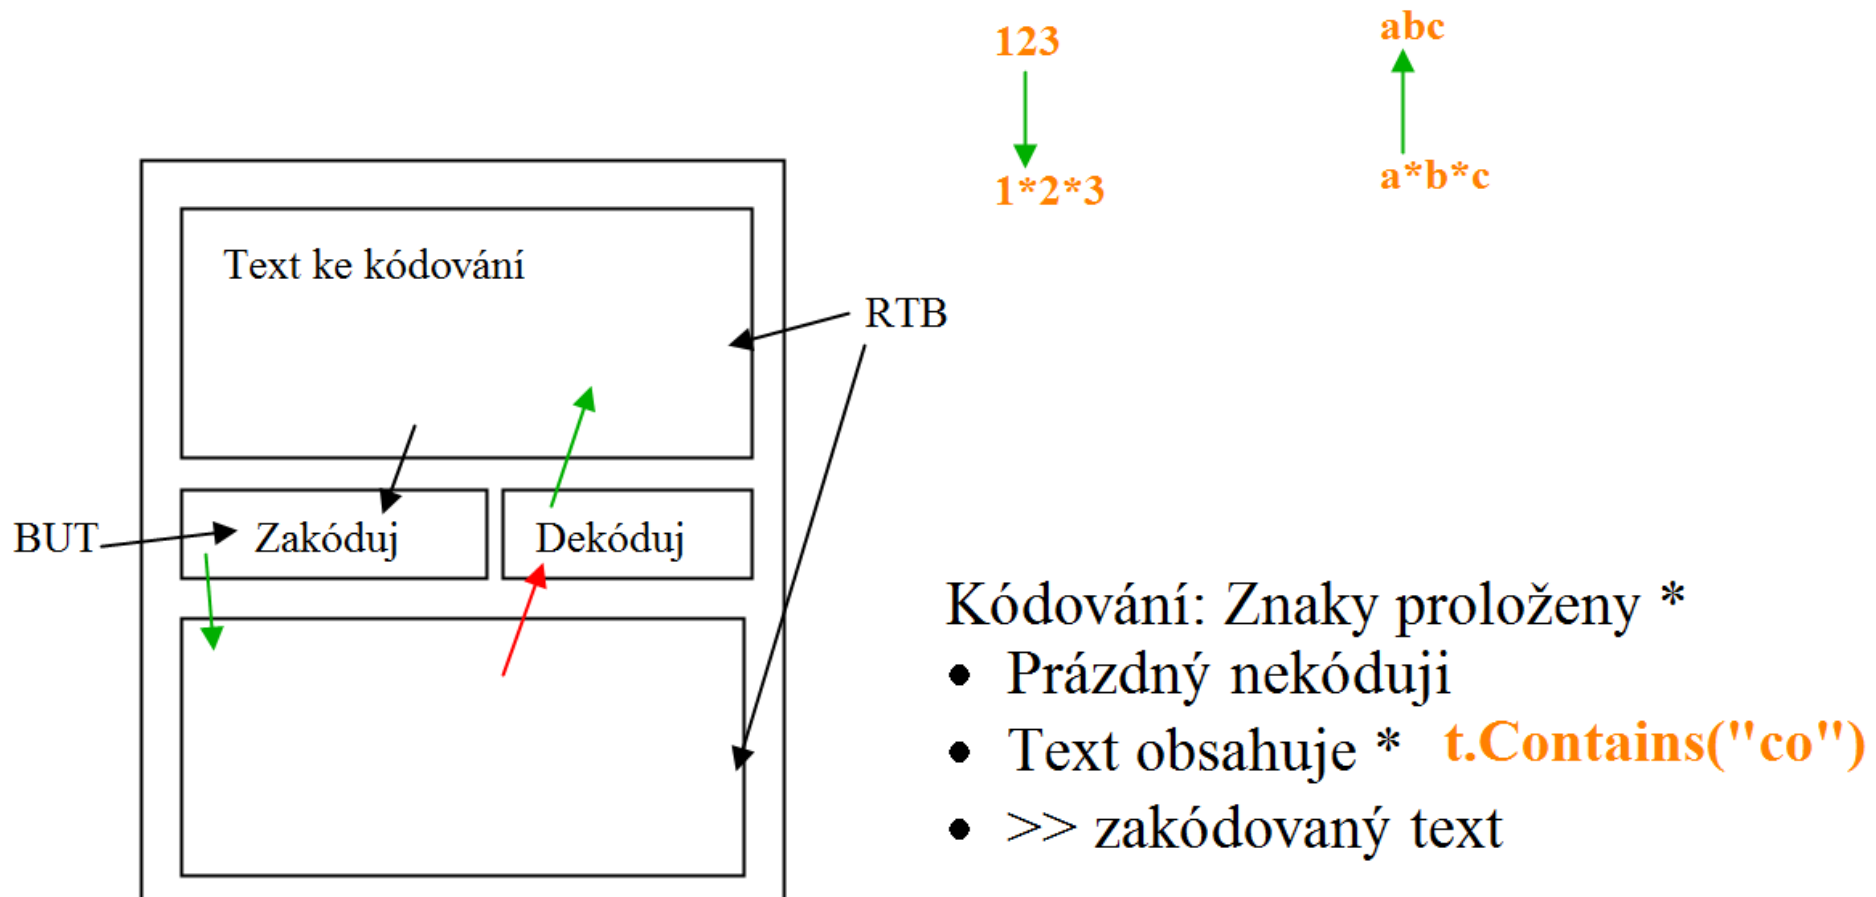 123
abc
1*2*3
a*b*c
Text ke kódování
RTB
BUT
Zakóduj
Dekóduj
Kódování: Znaky proloženy *
• Prázdný nekóduji
• Text obsahuje * t.Contains("co")
• >> zakódovaný text